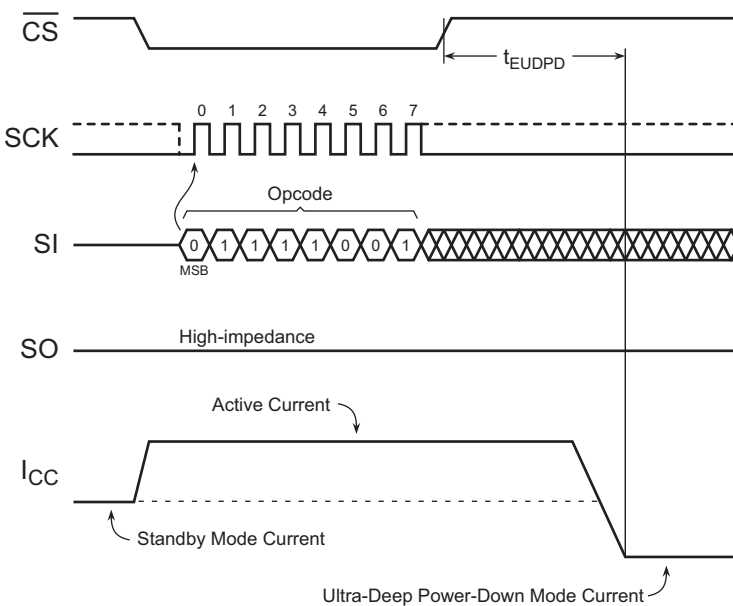 CS
tEUDPD
0 1 2 3 4 5 6 7
SCK
Opcode
SI
0 1 1 1 1 0 0 1
MSB
High-impedance
SO
Active Current
ICC
Standby Mode Current
Ultra-Deep Power-Down Mode Current